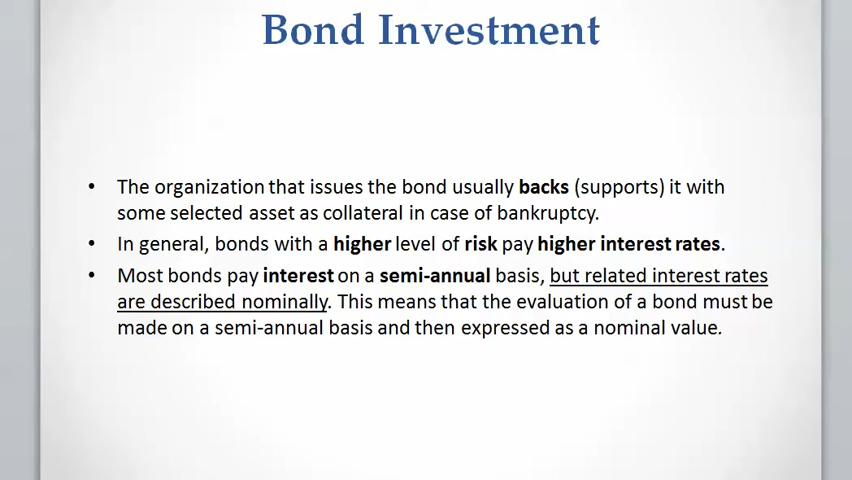 Bond Investment
• The organization that issues the bond usually backs (supports) it with
some selected asset as collateral in case of bankruptcy.
• In general, bonds with a higher level of risk pay higher interest rates.
• Most bonds pay interest on a semi-annual basis, but related interest rates
are described nominally. This means that the evaluation of a bond must be
made on a semi-annual basis and then expressed as a nominal value.